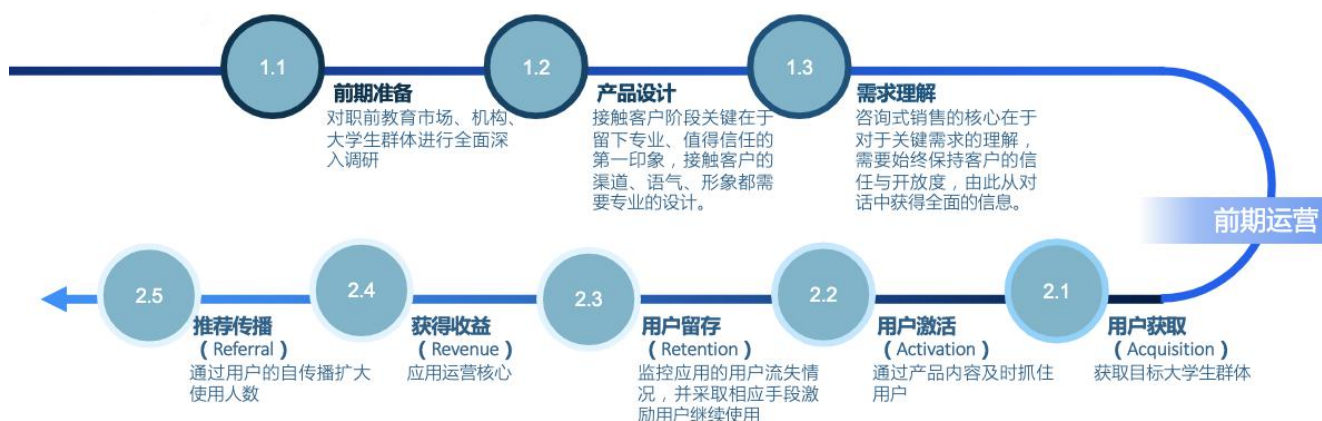 1.1
前期准备
对职前教育市场、机构、
大学生群体进行全面深
入调研
1.2
产品设计
接触客户阶段关键在于
留下专业、值得信任的
第一印象，接触客户的
渠道、语气、形象都需
要专业的设计。
1.3
需求理解
咨询式销售的核心在于
对于关键需求的理解，
需要始终保持客户的信
任与开放度，由此从对
话中获得全面的信息。
前期运营
2.1
用户获取
（Acquisition）
获取目标大学生群体
2.2
用户激活
（Activation）
通过产品内容及时抓住
用户
2.3
用户留存
（Retention）
监控应用的用户流失情
况，并采取相应手段激
励用户继续使用
2.4
获得收益
（Revenue）
应用运营核心
2.5
推荐传播
（Referral）
通过用户的自传播扩大
使用人数